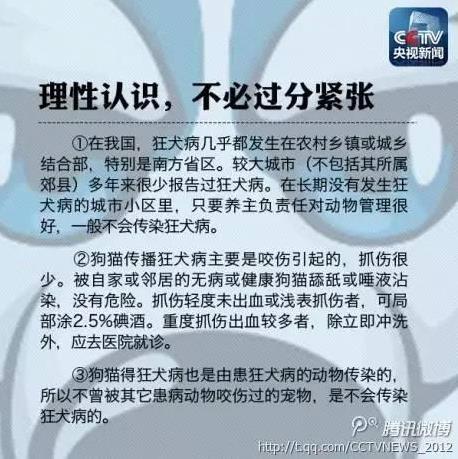 CCTV
央视新闻
理性认识，不必过分紧张
①在我国，狂犬病几乎都发生在农村乡镇或城乡
结合部，特别是南方省区。较大城市（不包括其所属
郊县）多年来很少报告过狂犬病。在长期没有发生狂
犬病的城市小区里，只要养主负责任对动物管理很
好，一般不会传染狂犬病。
②狗猫传播狂犬病主要是咬伤引起的，抓伤很
少。被自家或邻居的无病或健康狗猫舔舐或唾液沾
染，没有危险。抓伤轻度未出血或浅表抓伤者，可局
部涂2.5%碘酒。重度抓伤出血较多者，除立即冲洗
外，应去医院就诊。
③狗猫得狂犬病也是由患狂犬病的动物传染的，
所以不曾被其它患病动物咬伤过的宠物，是不会传染
狂犬病的。
腾讯微博
http://t.qq.com/CCTVNEWS_2012